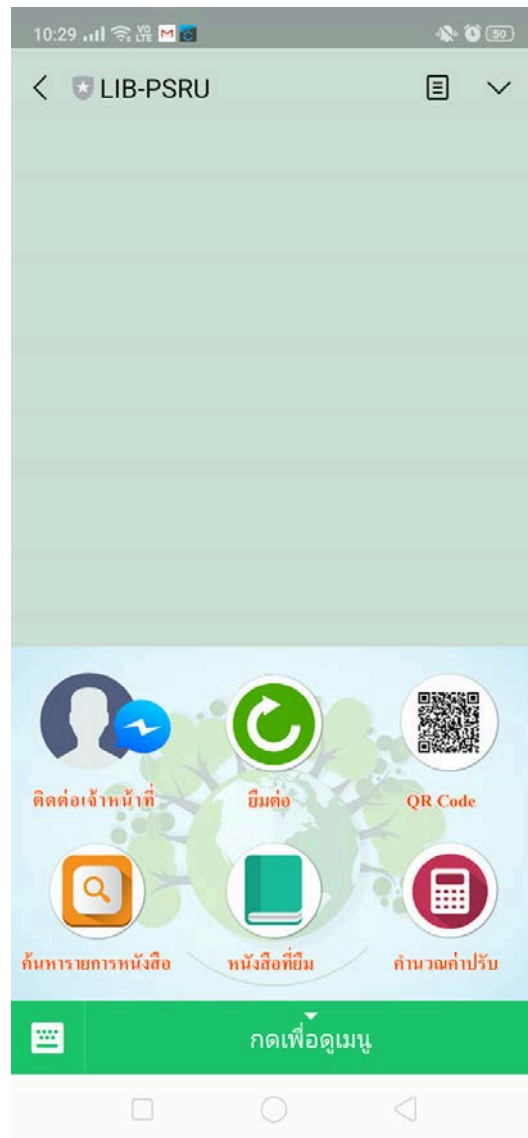 10:29 VO LTE M 50
LIB-PSRU
ติดต่อเจ้าหน้าที่ ยืมต่อ QR Code
ค้นหารายการหนังสือ หนังสือที่ยืม คำนวณค่าปรับ
กดเพื่อดูเมนู